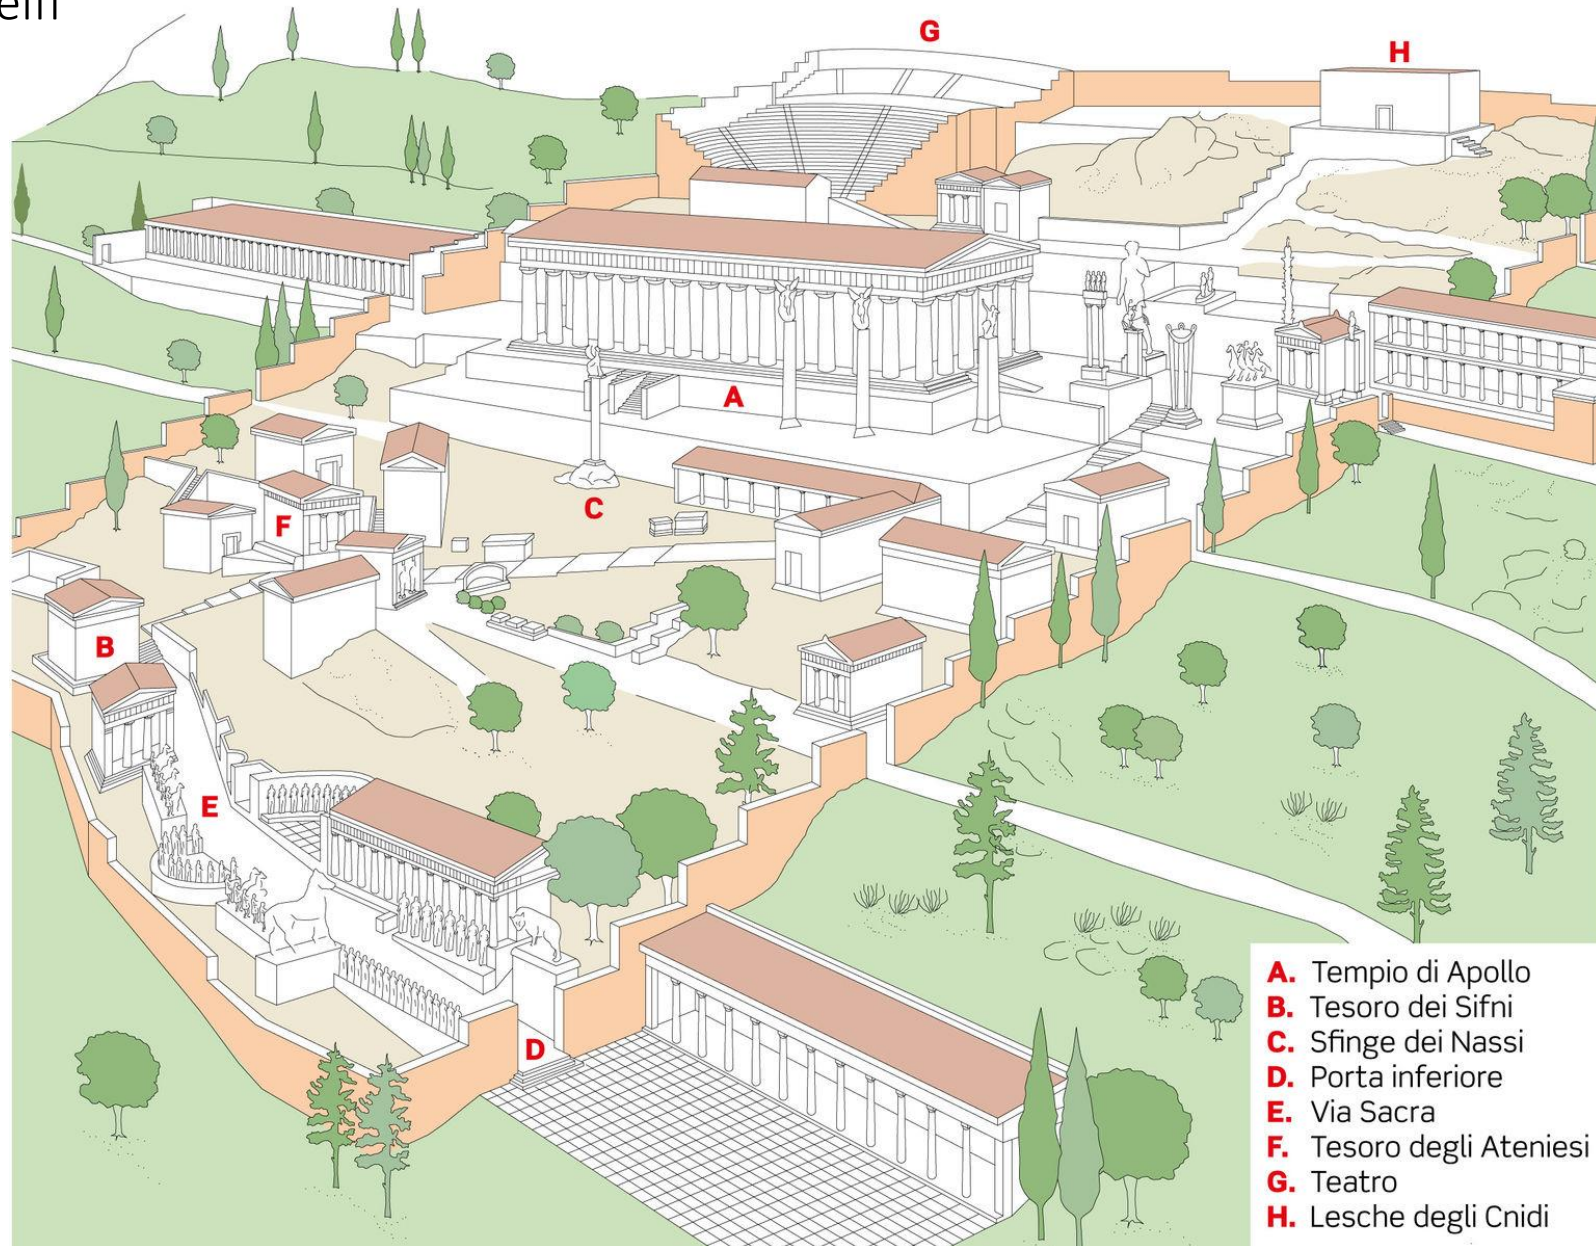 G
H
A
C
F
B
E
D
A. Tempio di Apollo
B. Tesoro dei Sifni
C. Sfinge dei Nassi
D. Porta inferiore
E. Via Sacra
F. Tesoro degli Ateniesi
G. Teatro
H. Lesche degli Cnidi